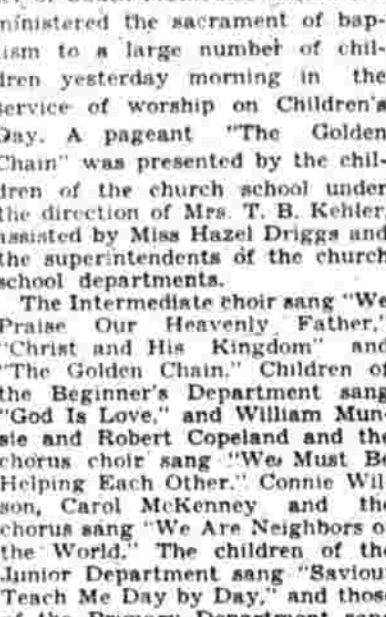 ministered the sacrament of bap-
ism to a large number of chil-
dren yesterday morning in the
service of worship on Children's
Day. A pageant "The Golden
Chain" was presented by the chil-
dren of the church school under
the direction of Mrs. T. B. Kehler,
assisted by Miss Hazel Driggs and
the superintendents of the church
school departments.
The Intermediate choir sang "We
Praise Our Heavenly Father,"
"Christ and His Kingdom" and
"The Golden Chain." Children of
the Beginner's Department sang
"God Is Love," and William Mun-
sie and Robert Copeland and the
chorus choir sang "We Must Be
Helping Each Other." Connie Wil-
son, Carol McKenney and the
chorus sang "We Are Neighbors o
the World." The children of the
Junior Department sang "Saviour
Teach Me Day by Day," and those
of the Primary Department sang